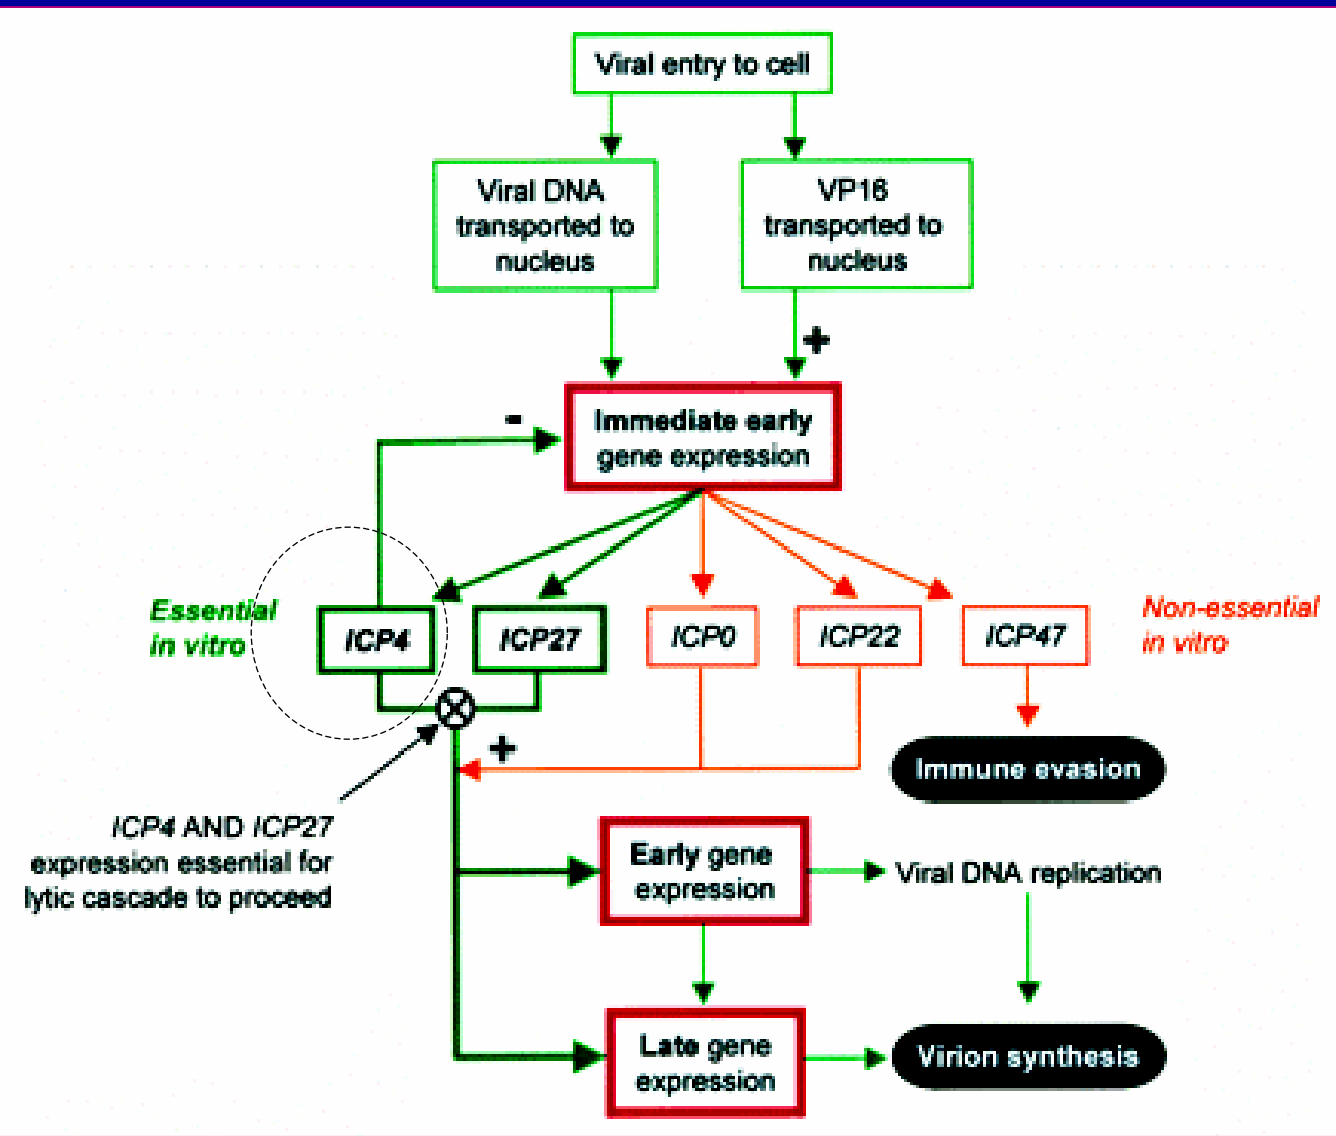 Viral entry to cell
Viral DNA
transported to
nucleus
VP16
transported to
nucleus
+
-
Immediate early
gene expression
Essential
in vitro
ICP4
ICP27
ICP0
ICP22
ICP47
Non-essential
in vitro
+
Immune evasion
ICP4 AND ICP27
expression essential for
lytic cascade to proceed
Early gene
expression
Viral DNA replication
Late gene
expression
Virion synthesis